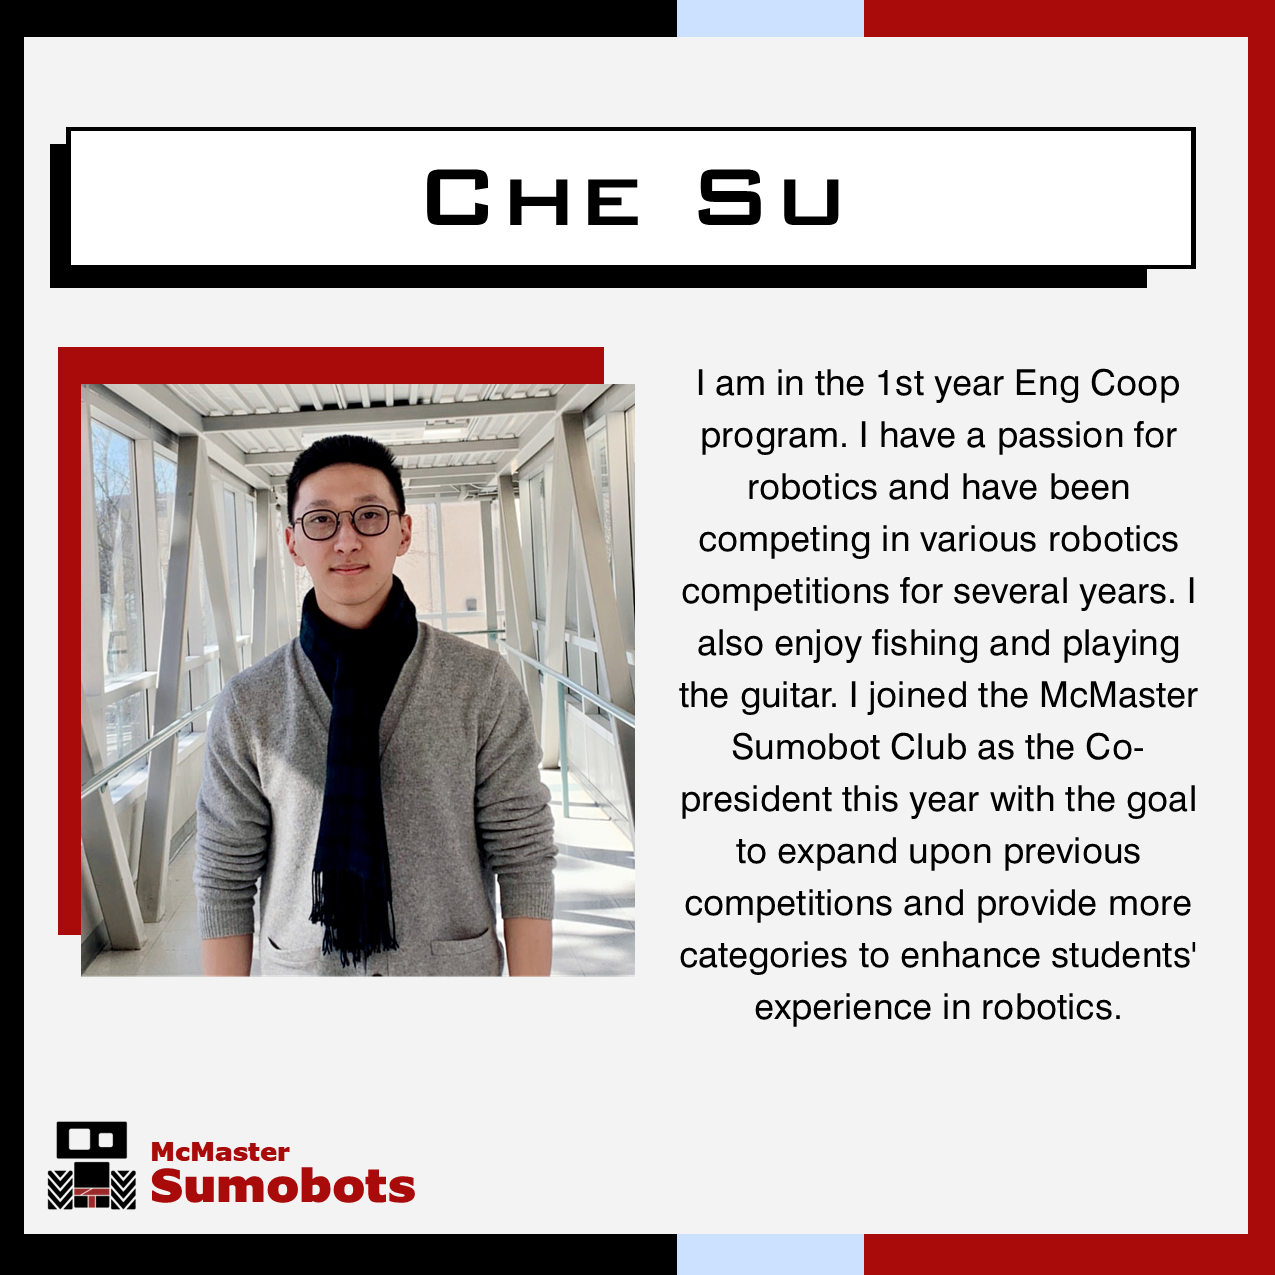 Che Su
I am in the 1st year Eng Coop
program. I have a passion for
robotics and have been
competing in various robotics
competitions for several years. I
also enjoy fishing and playing
the guitar. I joined the McMaster
Sumobot Club as the Co-
president this year with the goal
to expand upon previous
competitions and provide more
categories to enhance students'
experience in robotics.
McMaster
Sumobots